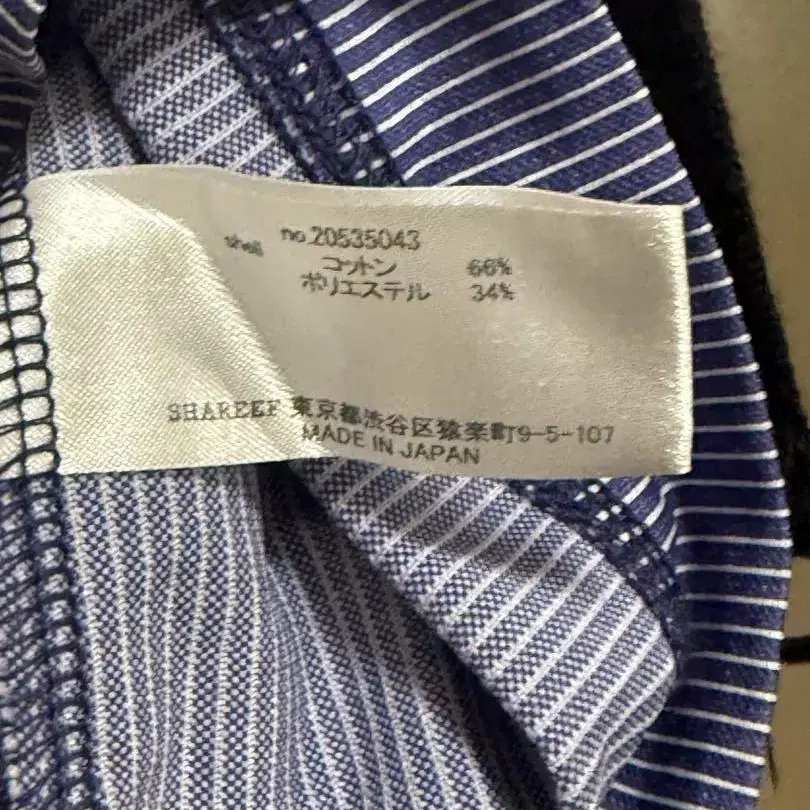 no.20535043
shell コットン 66%
ポリエステル 34%
SHAREEF 東京都渋谷区猿楽町9-5-107
MADE IN JAPAN